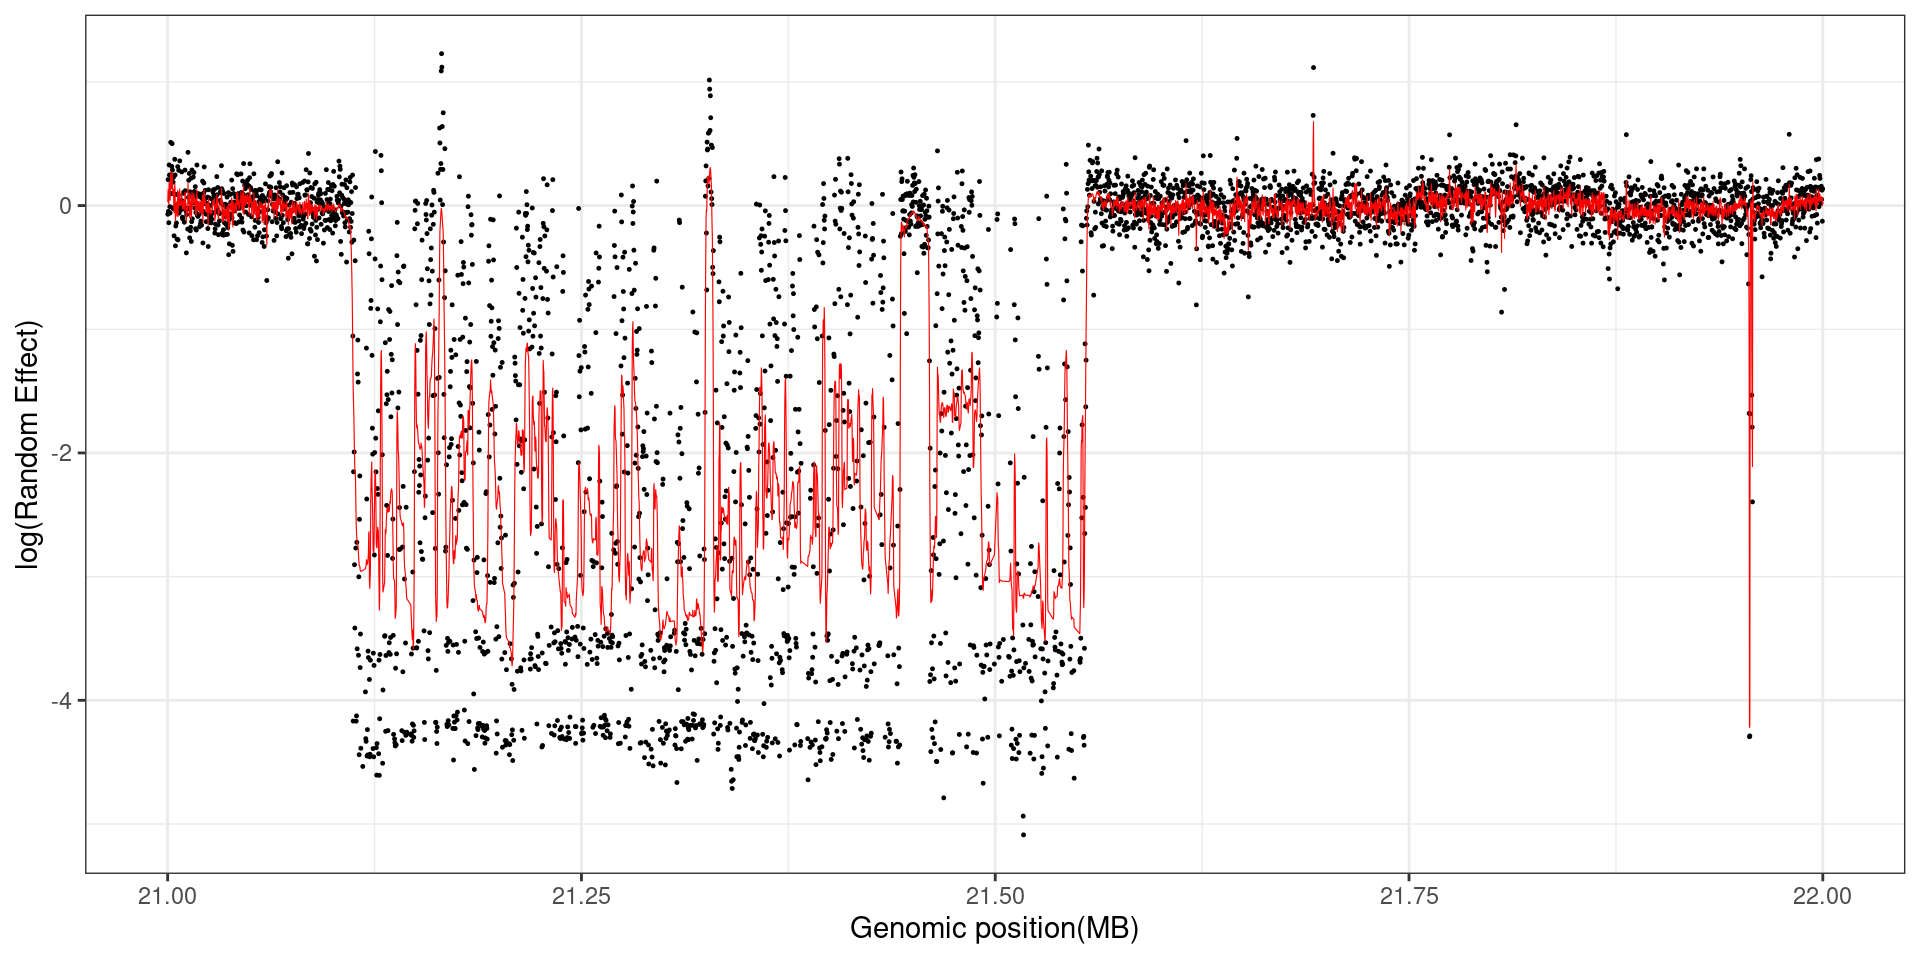 log(Random Effect)
0
-2
-4
21.00 21.25 21.50 21.75 22.00
Genomic position(MB)